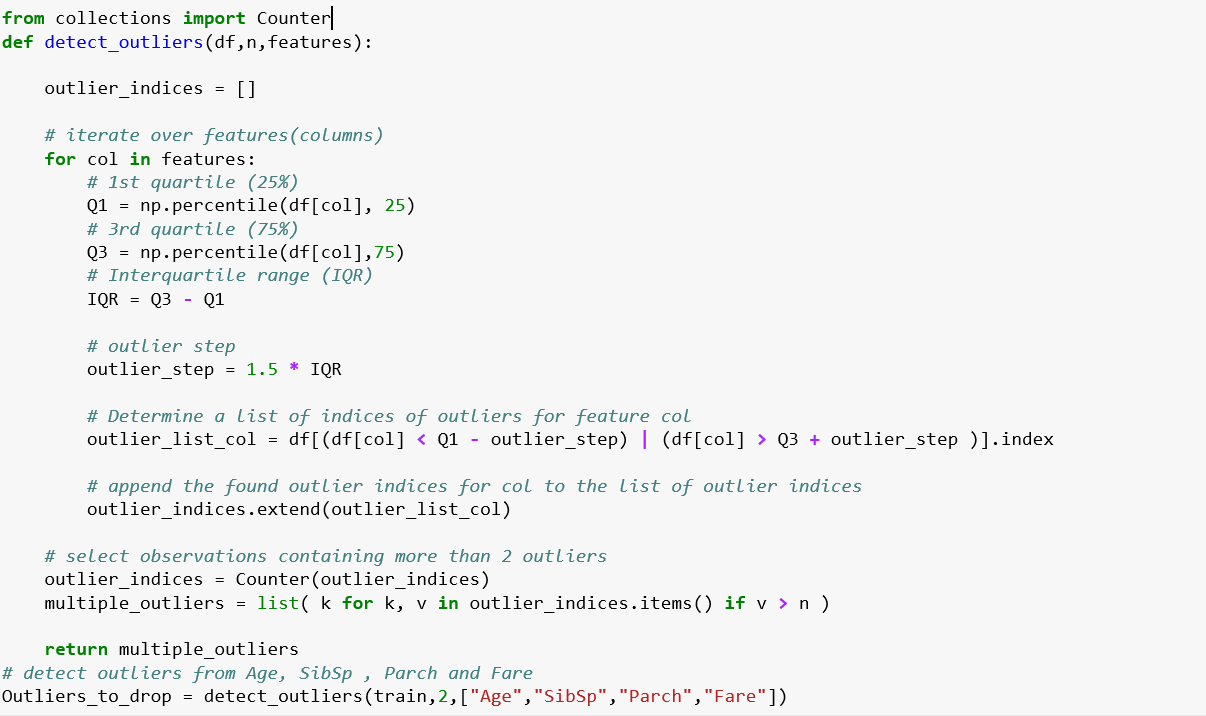 from collections import Counter
def detect_outliers(df,n,features):
    outlier_indices = []
    # iterate over features(columns)
    for col in features:
        # 1st quartile (25%)
        Q1 = np.percentile(df[col], 25)
        # 3rd quartile (75%)
        Q3 = np.percentile(df[col],75)
        # Interquartile range (IQR)
        IQR = Q3 - Q1
        # outlier step
        outlier_step = 1.5 * IQR
        # Determine a list of indices of outliers for feature col
        outlier_list_col = df[(df[col] < Q1 - outlier_step) | (df[col] > Q3 + outlier_step )].index
        # append the found outlier indices for col to the list of outlier indices
        outlier_indices.extend(outlier_list_col)
    # select observations containing more than 2 outliers
    outlier_indices = Counter(outlier_indices)
    multiple_outliers = list( k for k, v in outlier_indices.items() if v > n )
    return multiple_outliers
# detect outliers from Age, SibSp , Parch and Fare
Outliers_to_drop = detect_outliers(train,2,["Age","SibSp","Parch","Fare"])